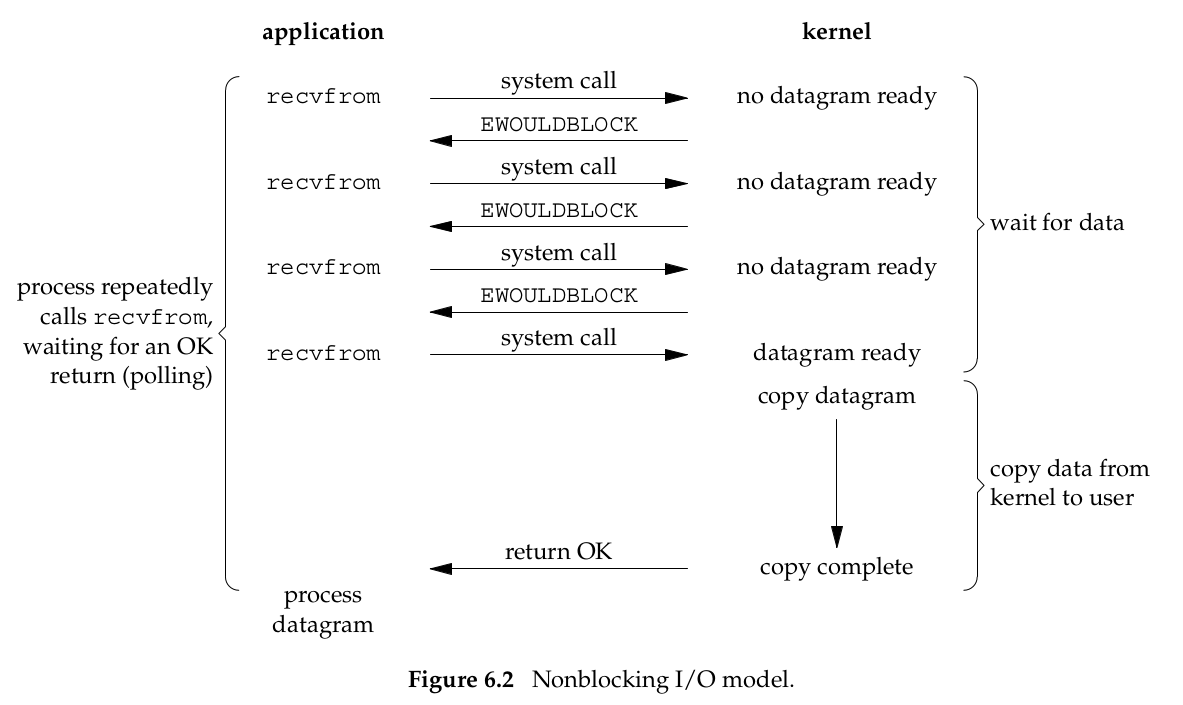 application kernel
recvfrom system call no datagram ready
EWOULDBLOCK
recvfrom system call no datagram ready
EWOULDBLOCK
wait for data
recvfrom system call no datagram ready
EWOULDBLOCK
process repeatedly
calls recvfrom,
waiting for an OK
return (polling)
recvfrom system call datagram ready
copy datagram
copy data from
kernel to user
return OK copy complete
process
datagram
Figure 6.2 Nonblocking I/O model.